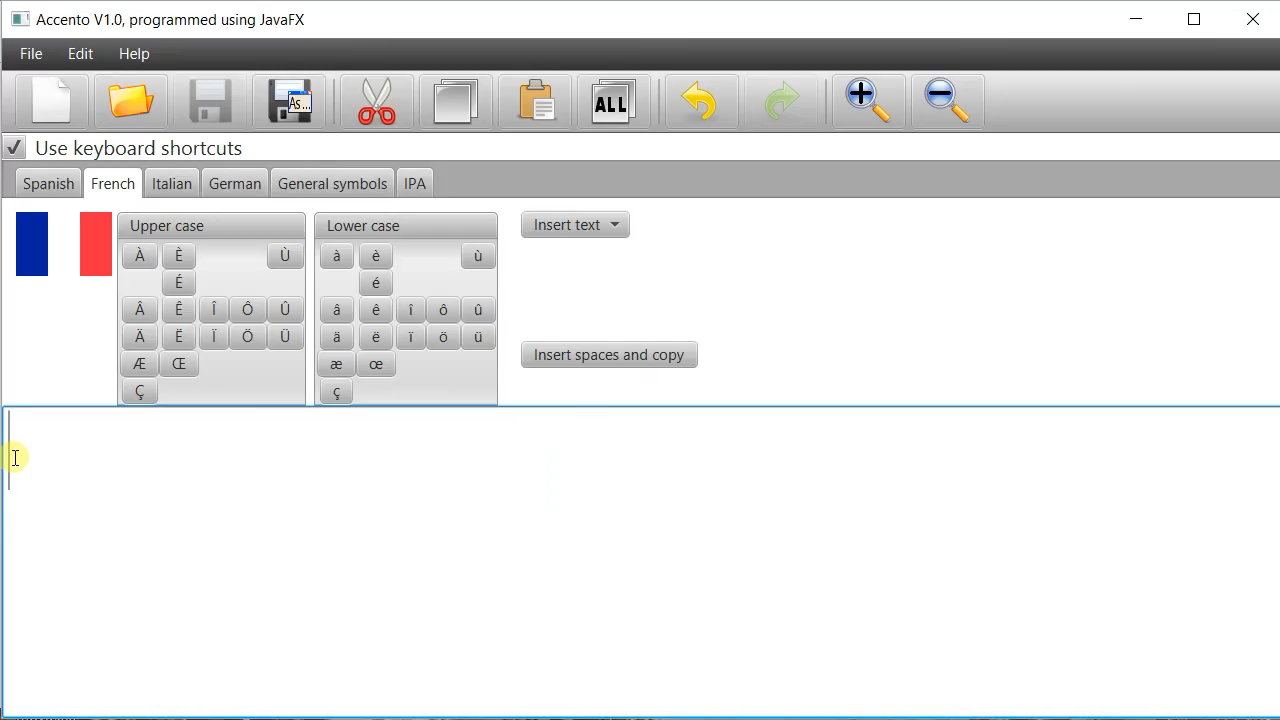 Accento V1.0, programmed using JavaFX
File Edit Help
As... ALL
Use keyboard shortcuts
Spanish French Italian German General symbols IPA
Upper case Lower case Insert text
À È Ù à è ù
É é
Â Ê Î Ô Û â ê î ô û
Ä Ë Ï Ö Ü ä ë ï ö ü
Insert spaces and copy
Æ Œ æ œ
Ç ç